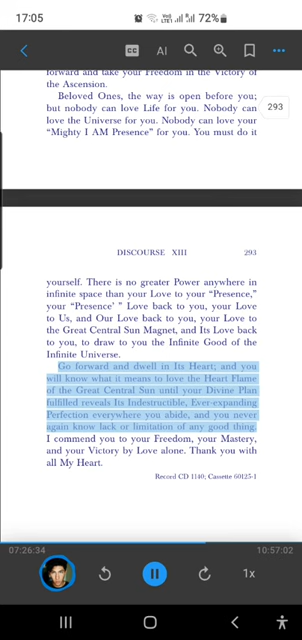 17:05
72%
AI
forward and take your Freedom in the Victory of
the Ascension.
Beloved Ones, the way is open before you;
but nobody can love Life for you. Nobody can
love the Universe for you. Nobody can love your
“Mighty I AM Presence” for you. You must do it
293
DISCOURSE XIII 293
yourself. There is no greater Power anywhere in
infinite space than your Love to your “Presence,”
your “Presence’ ” Love back to you, your Love
to Us, and Our Love back to you, your Love to
the Great Central Sun Magnet, and Its Love back
to you, to draw to you the Infinite Good of the
Infinite Universe.
Go forward and dwell in Its Heart; and you
will know what it means to love the Heart Flame
of the Great Central Sun until your Divine Plan
fulfilled reveals Its Indestructible, Ever-expanding
Perfection everywhere you abide, and you never
again know lack or limitation of any good thing.
I commend you to your Freedom, your Mastery,
and your Victory by Love alone. Thank you with
all My Heart.
Record CD 1140; Cassette 60125-1
07:26:34
10:57:02
1x